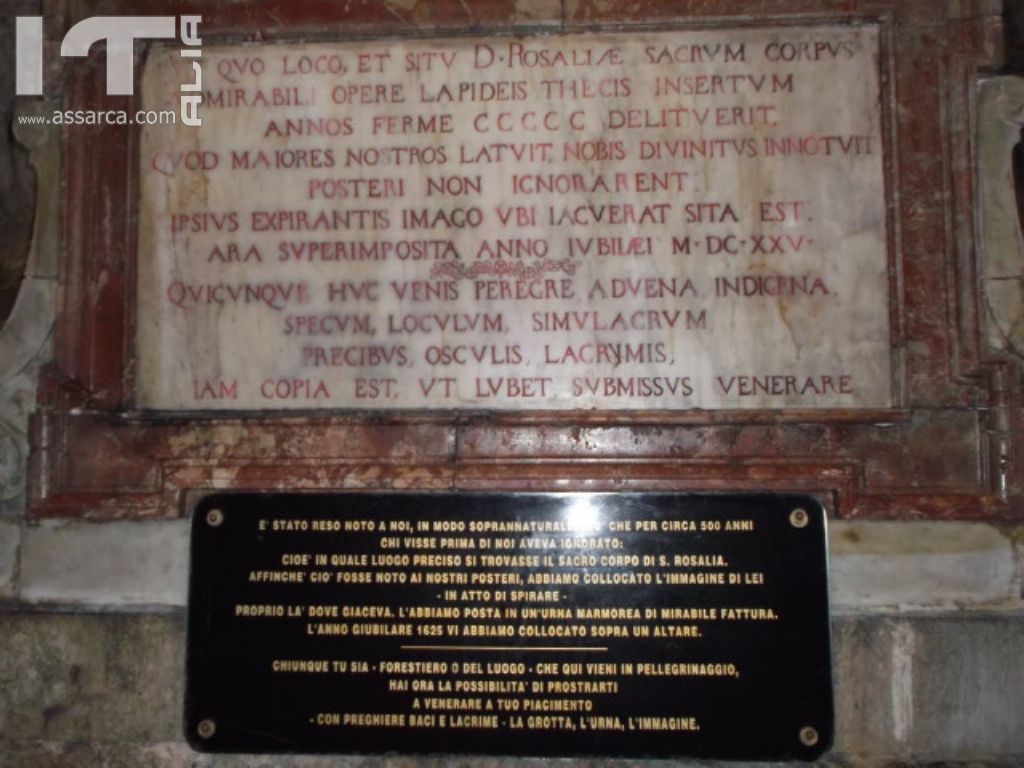 IT
ALIA
www.assarca.com
QVO LOCO, ET SITV D·ROSALIÆ SACRVM CORPVS
OPERE LAPIDEIS THECIS INSERTVM
ANNOS FERME CCCCC DELITVERIT,
QVOD MAIORES NOSTROS LATVIT, NOBIS DIVINITVS INNOTVIT
POSTERI NON IGNORARENT:
IPSIVS EXPIRANTIS IMAGO VBI IACVERAT SITA EST:
ARA SVPERIMPOSITA ANNO IVBILÆI M·DC·XXV·
QVICVNQVE HVC VENIS PEREGRE ADVENA, INDIGENA,
SPECVM, LOCVLVM, SIMVLACRVM
PRECIBVS, OSCVLIS, LACRYMIS,
IAM COPIA EST, VT LVBET, SVBMISSVS VENERARE
E' STATO RESO NOTO A NOI, IN MODO SOPRANNATURALE CIO' CHE PER CIRCA 500 ANNI
CHI VISSE PRIMA DI NOI AVEVA IGNORATO:
CIOE' IN QUALE LUOGO PRECISO SI TROVASSE IL SACRO CORPO DI S. ROSALIA.
AFFINCHE' CIO' FOSSE NOTO AI NOSTRI POSTERI, ABBIAMO COLLOCATO L'IMMAGINE DI LEI
- IN ATTO DI SPIRARE -
PROPRIO LA' DOVE GIACEVA. L'ABBIAMO POSTA IN UN'URNA MARMOREA DI MIRABILE FATTURA.
L'ANNO GIUBILARE 1625 VI ABBIAMO COLLOCATO SOPRA UN ALTARE.
CHIUNQUE TU SIA - FORESTIERO O DEL LUOGO - CHE QUI VIENI IN PELLEGRINAGGIO,
HAI ORA LA POSSIBILITA' DI PROSTRARTI
A VENERARE A TUO PIACIMENTO
- CON PREGHIERE BACI E LACRIME - LA GROTTA, L'URNA, L'IMMAGINE.